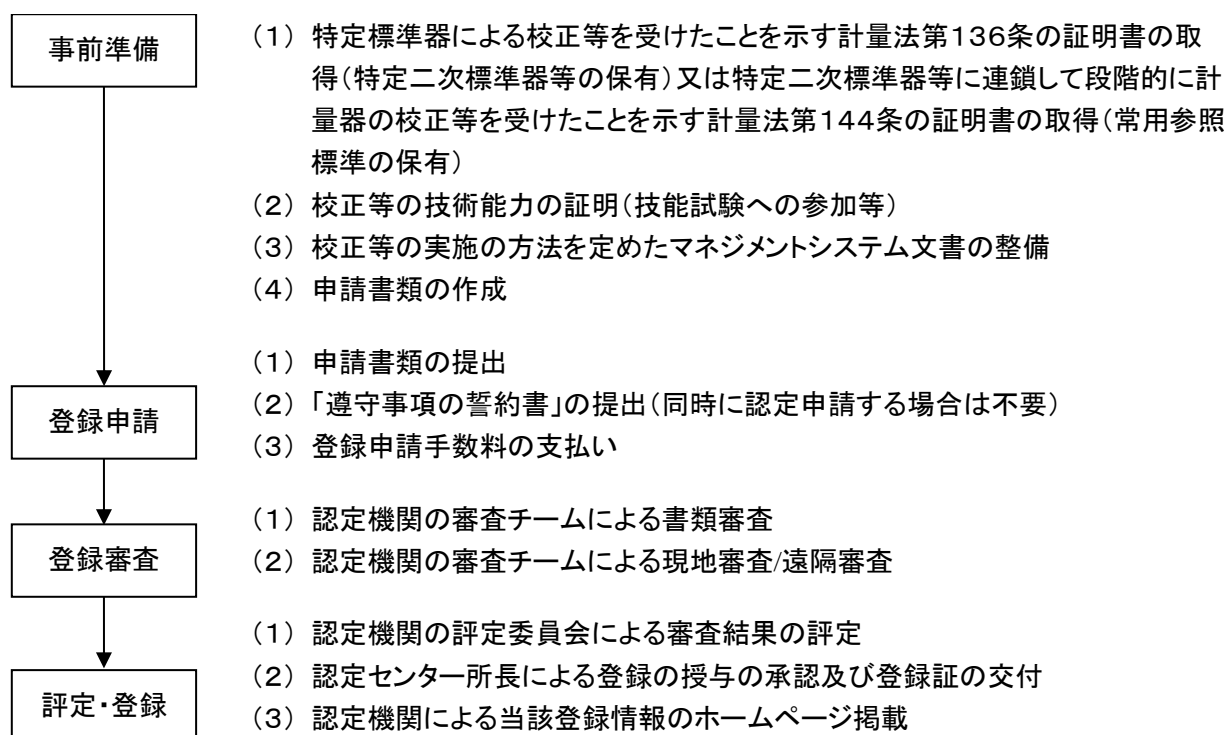 事前準備
（１） 特定標準器による校正等を受けたことを示す計量法第１３６条の証明書の取
得（特定二次標準器等の保有）又は特定二次標準器等に連鎖して段階的に計
量器の校正等を受けたことを示す計量法第１４４条の証明書の取得（常用参照
標準の保有）
（２） 校正等の技術能力の証明（技能試験への参加等）
（３） 校正等の実施の方法を定めたマネジメントシステム文書の整備
（４） 申請書類の作成
登録申請
（１） 申請書類の提出
（２） 「遵守事項の誓約書」の提出（同時に認定申請する場合は不要）
（３） 登録申請手数料の支払い
登録審査
（１） 認定機関の審査チームによる書類審査
（２） 認定機関の審査チームによる現地審査/遠隔審査
評定・登録
（１） 認定機関の評定委員会による審査結果の評定
（２） 認定センター所長による登録の授与の承認及び登録証の交付
（３） 認定機関による当該登録情報のホームページ掲載